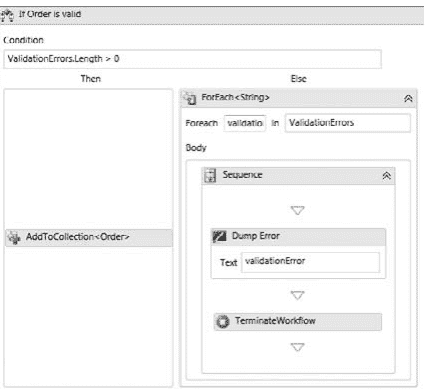 If Order is valid
Condition
ValidationErrors.Length > 0
Then
Else
ForEach<String>
Foreach validatio in ValidationErrors
Body
Sequence
Dump Error
AddToCollection<Order>
Text validationError
TerminateWorkflow